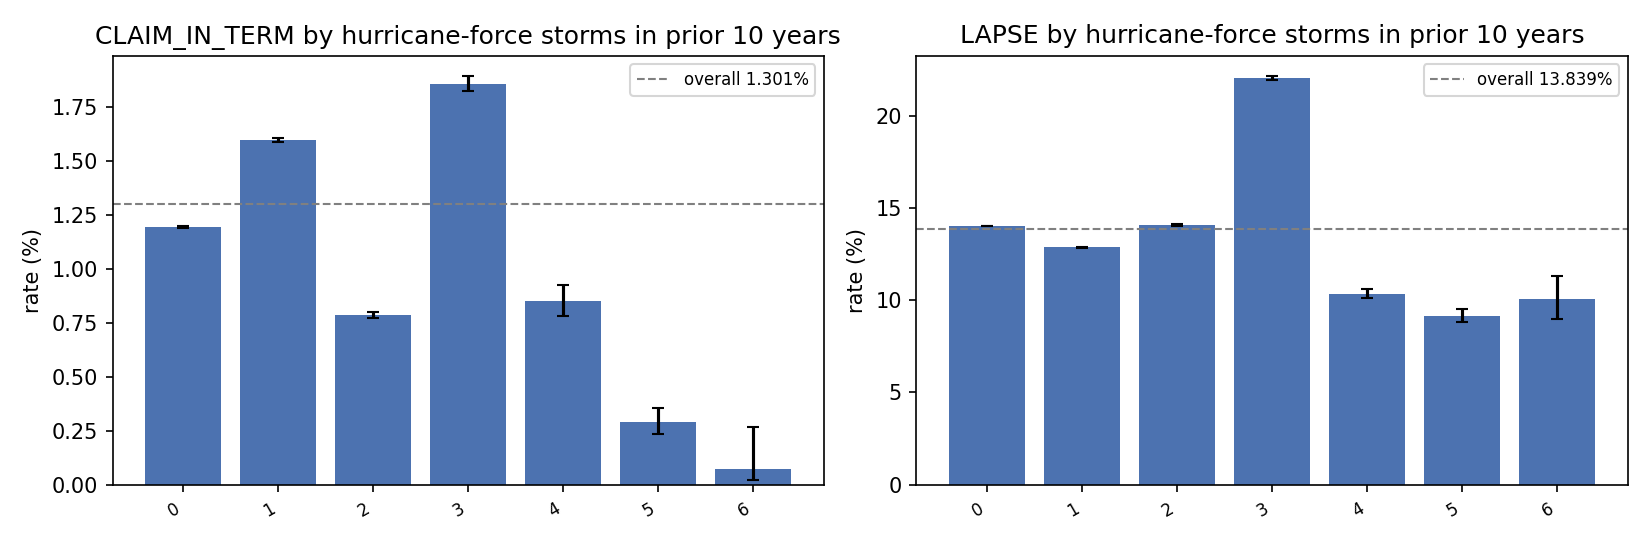 CLAIM_IN_TERM by hurricane-force storms in prior 10 years
overall 1.301%
rate (%)
1.75
1.50
1.25
1.00
0.75
0.50
0.25
0.00
0 1 2 3 4 5 6
LAPSE by hurricane-force storms in prior 10 years
overall 13.839%
rate (%)
20
15
10
5
0
0 1 2 3 4 5 6